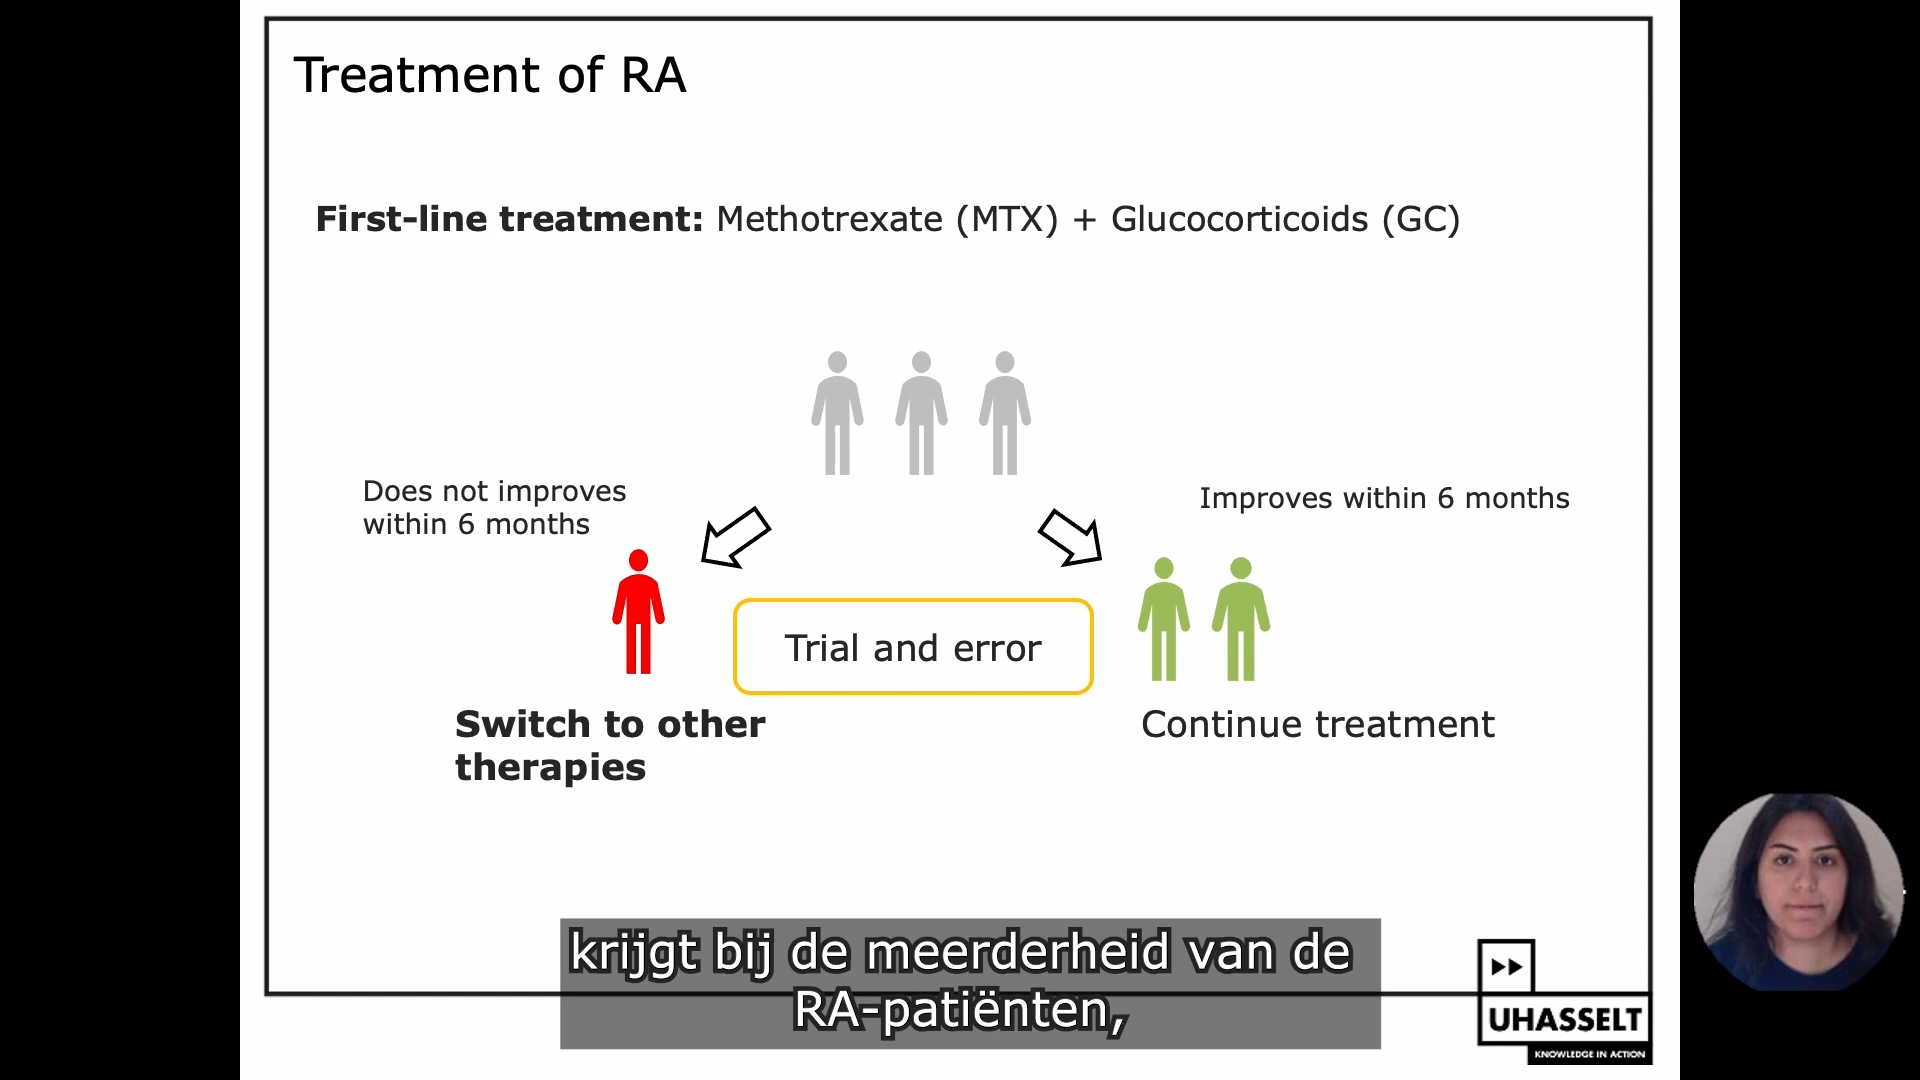 Treatment of RA
First-line treatment: Methotrexate (MTX) + Glucocorticoids (GC)
Does not improves
within 6 months
Improves within 6 months
Trial and error
Switch to other
therapies
Continue treatment
krijgt bij de meerderheid van de
RA-patiënten,
UHASSELT
KNOWLEDGE IN ACTION